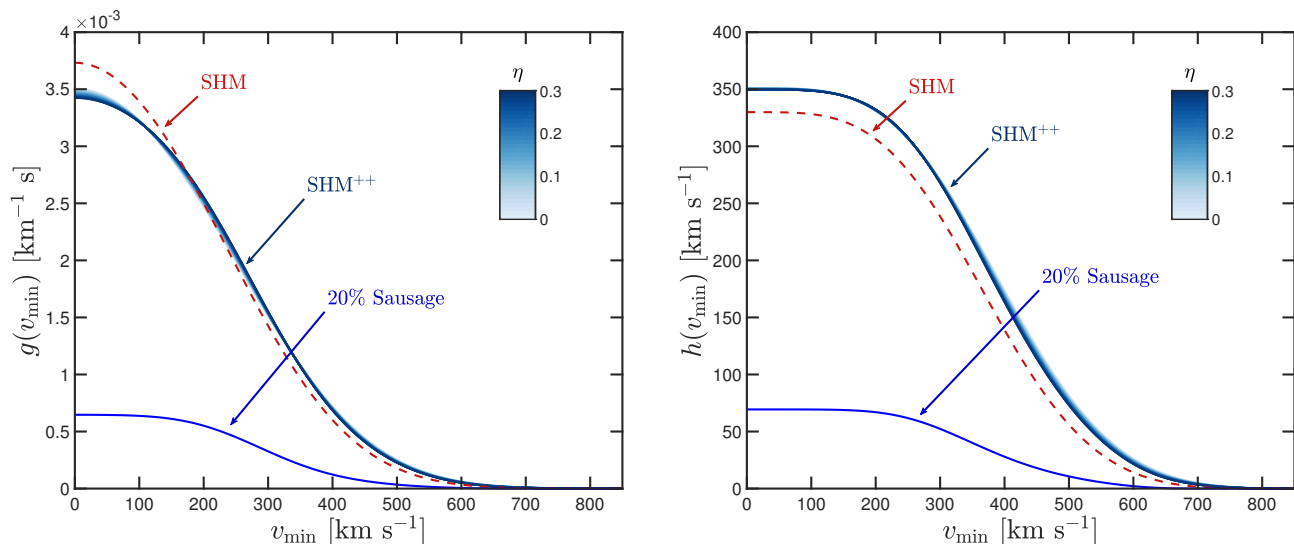 ×10⁻³
4
3.5
3
2.5
2
1.5
1
0.5
0
g(v_min) [km⁻¹ s]
SHM
SHM⁺⁺
20% Sausage
η
0.3
0.2
0.1
0
0 100 200 300 400 500 600 700 800
v_min [km s⁻¹]
400
350
300
250
200
150
100
50
0
h(v_min) [km s⁻¹]
SHM
SHM⁺⁺
20% Sausage
η
0.3
0.2
0.1
0
0 100 200 300 400 500 600 700 800
v_min [km s⁻¹]